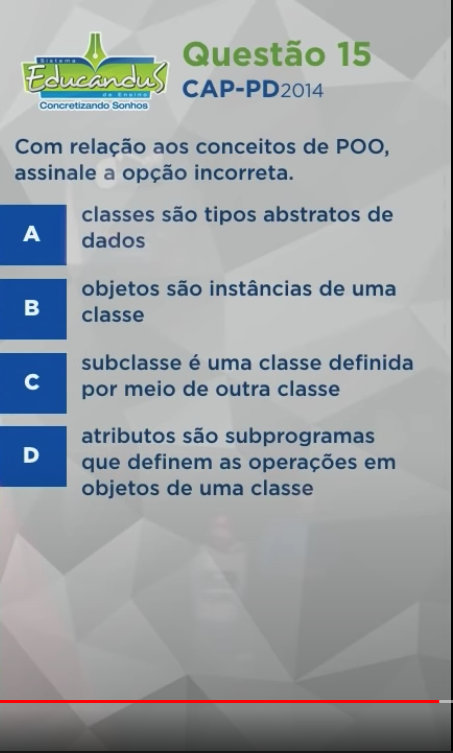 Sistema
Educandus
de Ensino
Concretizando Sonhos
Questão 15
CAP-PD2014
Com relação aos conceitos de POO,
assinale a opção incorreta.
A
classes são tipos abstratos de
dados
B
objetos são instâncias de uma
classe
C
subclasse é uma classe definida
por meio de outra classe
D
atributos são subprogramas
que definem as operações em
objetos de uma classe